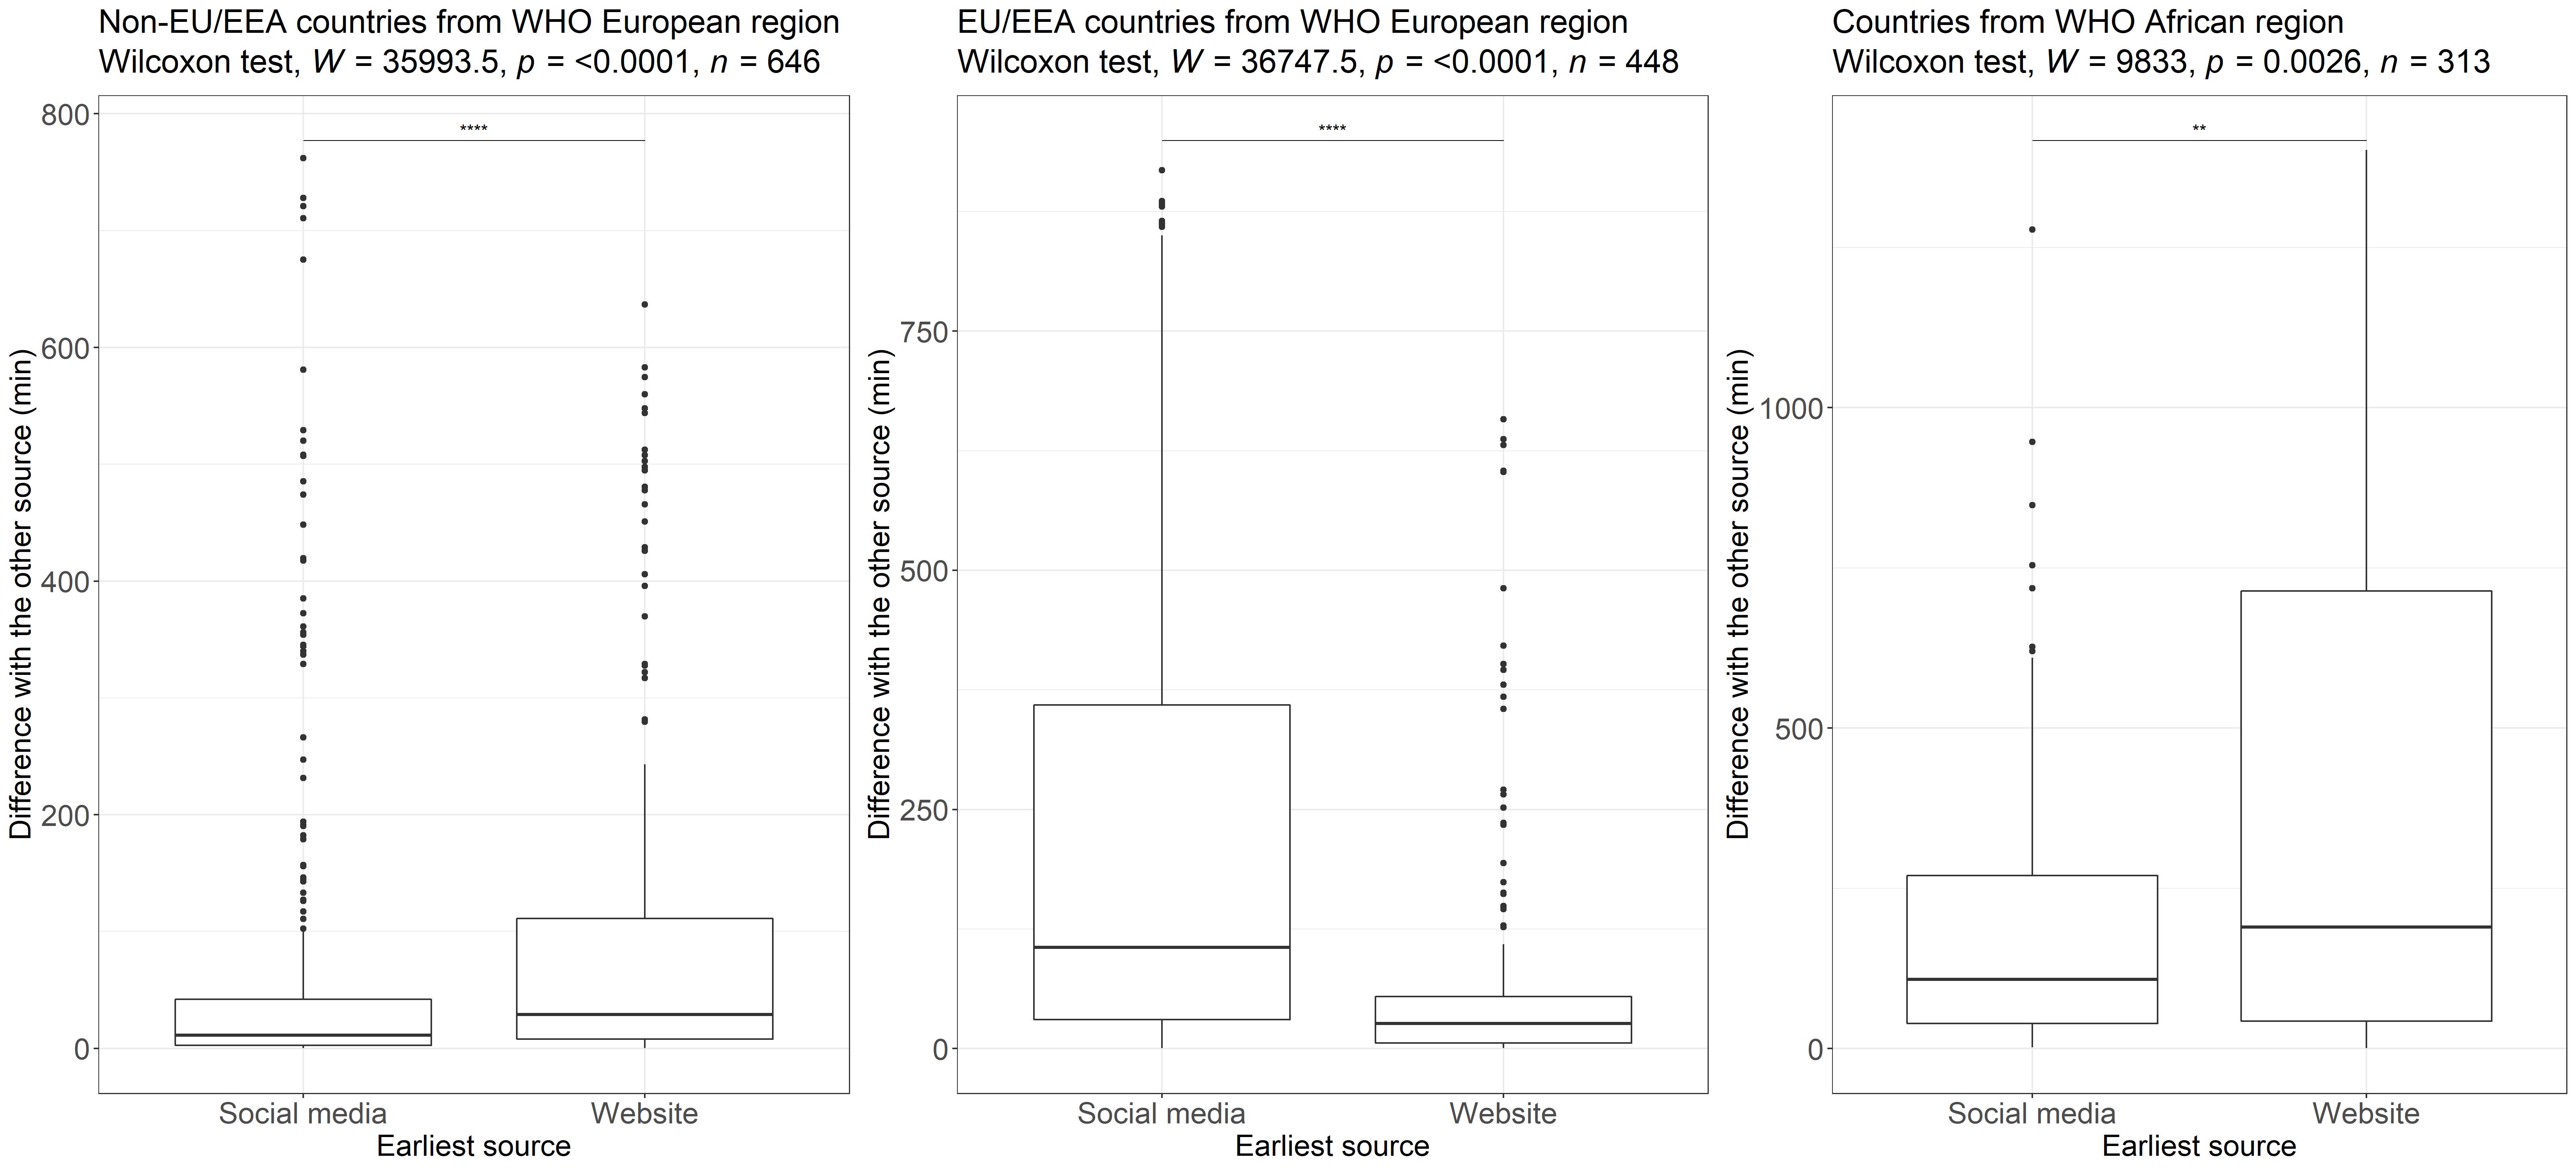 Non-EU/EEA countries from WHO European region
Wilcoxon test, W = 35993.5, p = <0.0001, n = 646
****
800
600
400
200
0
Difference with the other source (min)
Social media Website
Earliest source
EU/EEA countries from WHO European region
Wilcoxon test, W = 36747.5, p = <0.0001, n = 448
****
750
500
250
0
Difference with the other source (min)
Social media Website
Earliest source
Countries from WHO African region
Wilcoxon test, W = 9833, p = 0.0026, n = 313
**
1000
500
0
Difference with the other source (min)
Social media Website
Earliest source